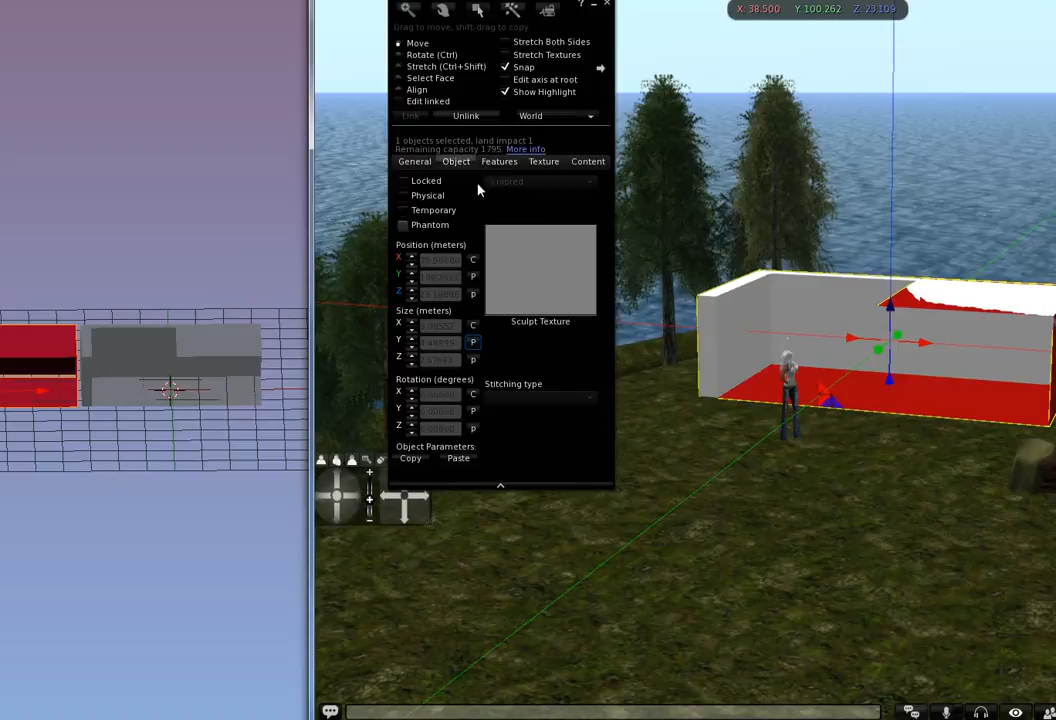 X: 38.500 Y: 100.262 Z: 23.109
Drag to move, shift-drag to copy
Move
Rotate (Ctrl)
Stretch (Ctrl+Shift)
Select Face
Align
Edit linked
Stretch Both Sides
Stretch Textures
Snap
Edit axis at root
Show Highlight
Link Unlink World
1 objects selected, land impact 1
Remaining capacity 1795. More info
General Object Features Texture Content
Locked
Physical
Temporary
Phantom
Position (meters)
X C
Y P
Z p
Size (meters)
X C
Y P
Z p
Sculpt Texture
Rotation (degrees)
X C
Y p
Z p
Stitching type
Object Parameters:
Copy Paste